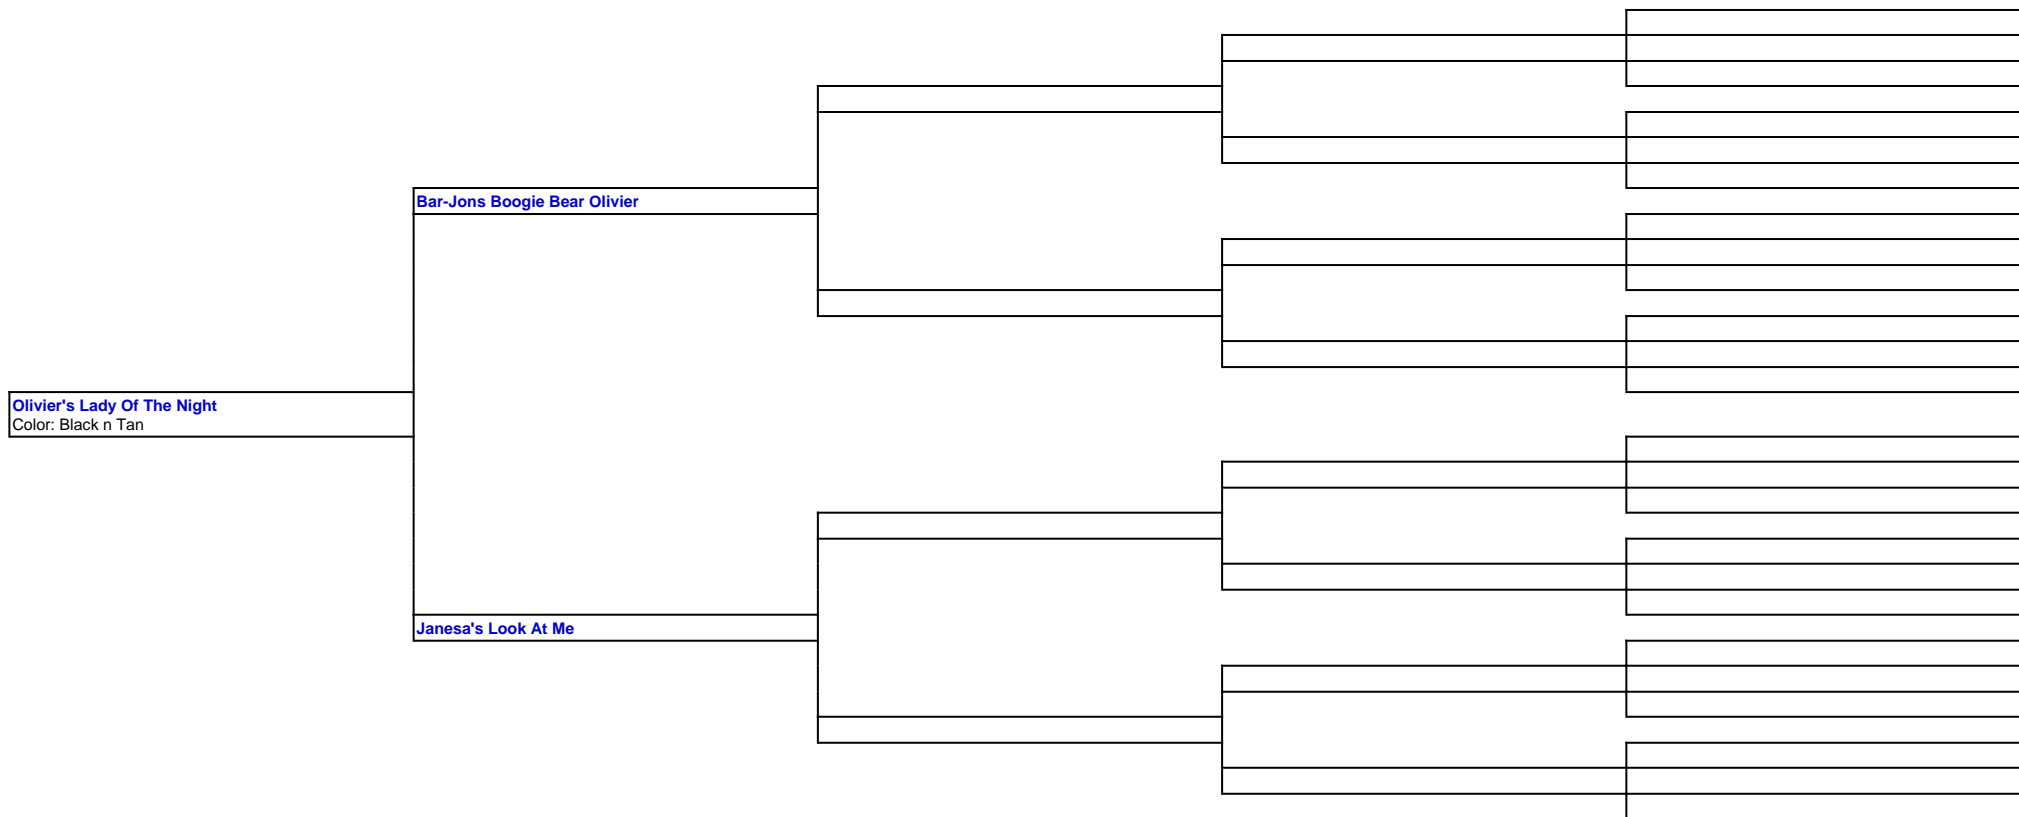 Bar-Jons Boogie Bear Olivier
Olivier's Lady Of The Night
Color: Black n Tan
Janesa's Look At Me